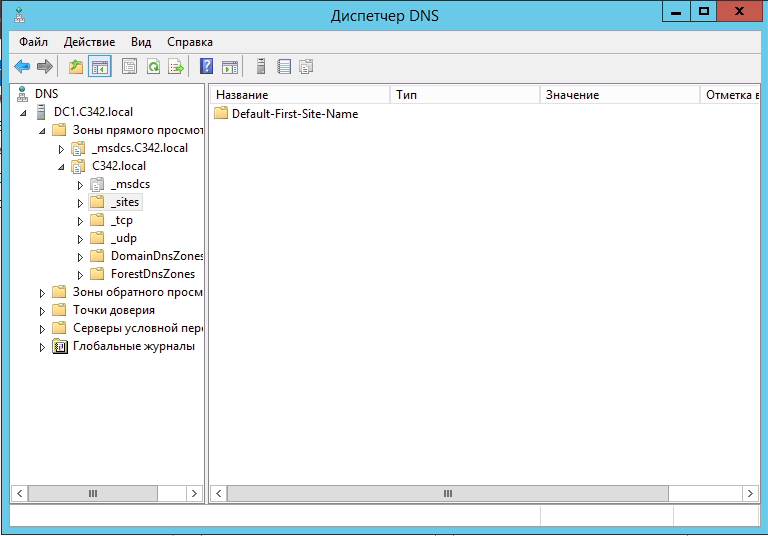 Диспетчер DNS
Файл Действие Вид Справка
DNS
DC1.C342.local
Зоны прямого просмот
_msdcs.C342.local
C342.local
_msdcs
_sites
_tcp
_udp
DomainDnsZones
ForestDnsZones
Зоны обратного просм
Точки доверия
Серверы условной пер
Глобальные журналы
Название Тип Значение Отметка в
Default-First-Site-Name